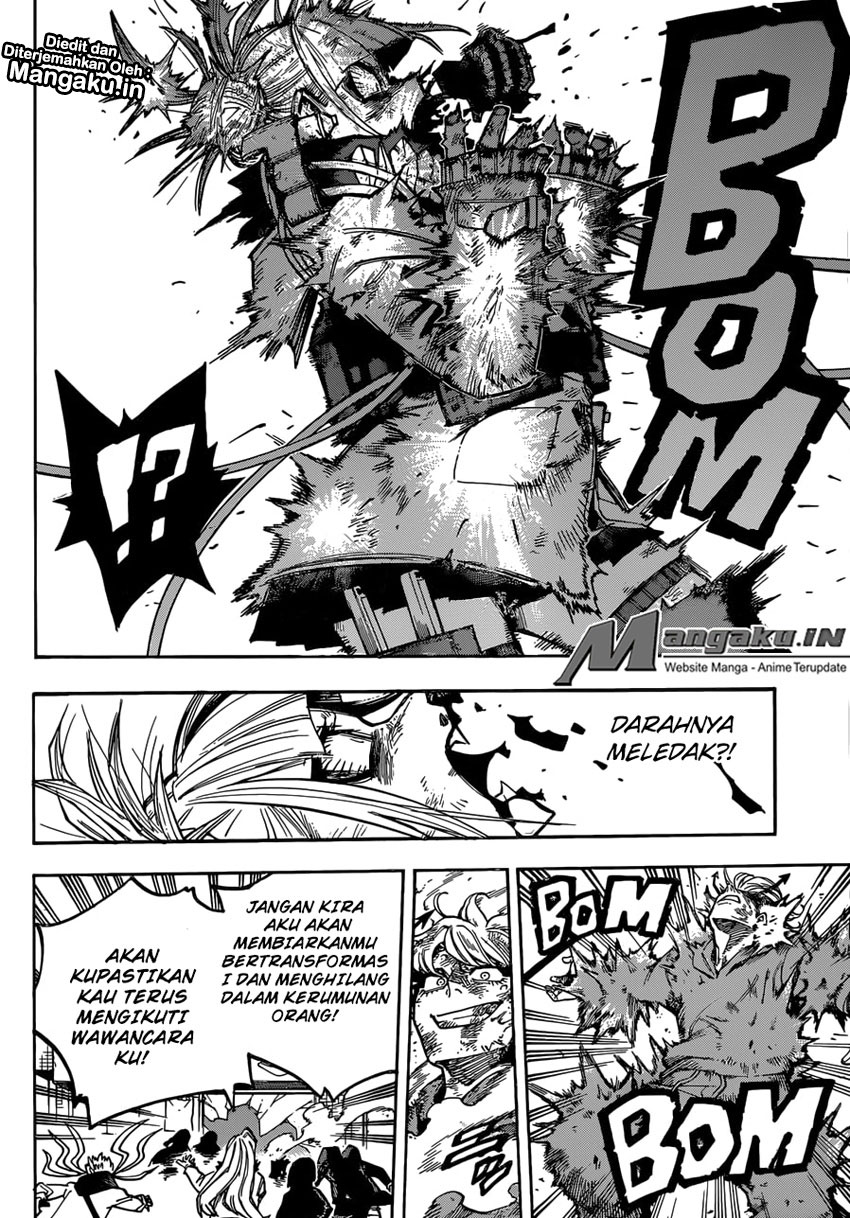 Diedit dan
Diterjemahkan Oleh :
Mangaku.in
BOM
!?
Mangaku.iN
Website Manga - Anime Terupdate
DARAHNYA
MELEDAK?!
BOM
BOM
BOM
JANGAN KIRA
AKU AKAN
MEMBIARKANMU
BERTRANSFORMAS
I DAN MENGHILANG
DALAM KERUMUNAN
ORANG!
AKAN
KUPASTIKAN
KAU TERUS
MENGIKUTI
WAWANCARA
KU!